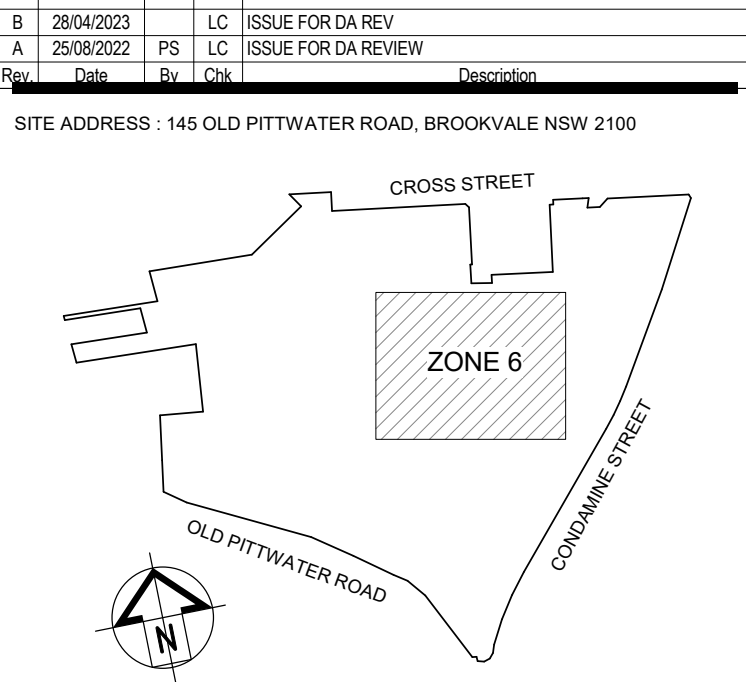 B 28/04/2023 LC ISSUE FOR DA REV
A 25/08/2022 PS LC ISSUE FOR DA REVIEW
Rev. Date By Chk Description
SITE ADDRESS : 145 OLD PITTWATER ROAD, BROOKVALE NSW 2100
CROSS STREET
ZONE 6
CONDAMINE STREET
OLD PITTWATER ROAD
N